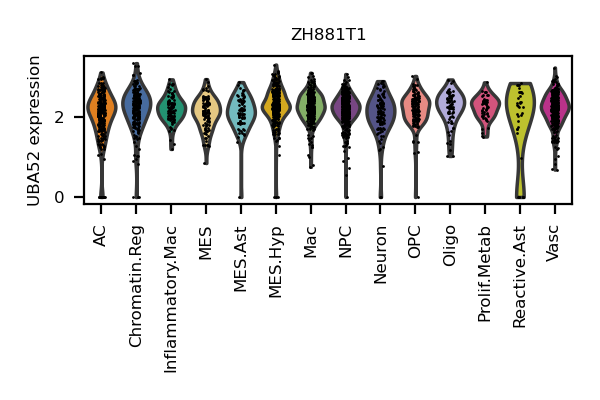 ZH881T1
UBA52 expression
2
0
AC
Chromatin.Reg
Inflammatory.Mac
MES
MES.Ast
MES.Hyp
Mac
NPC
Neuron
OPC
Oligo
Prolif.Metab
Reactive.Ast
Vasc